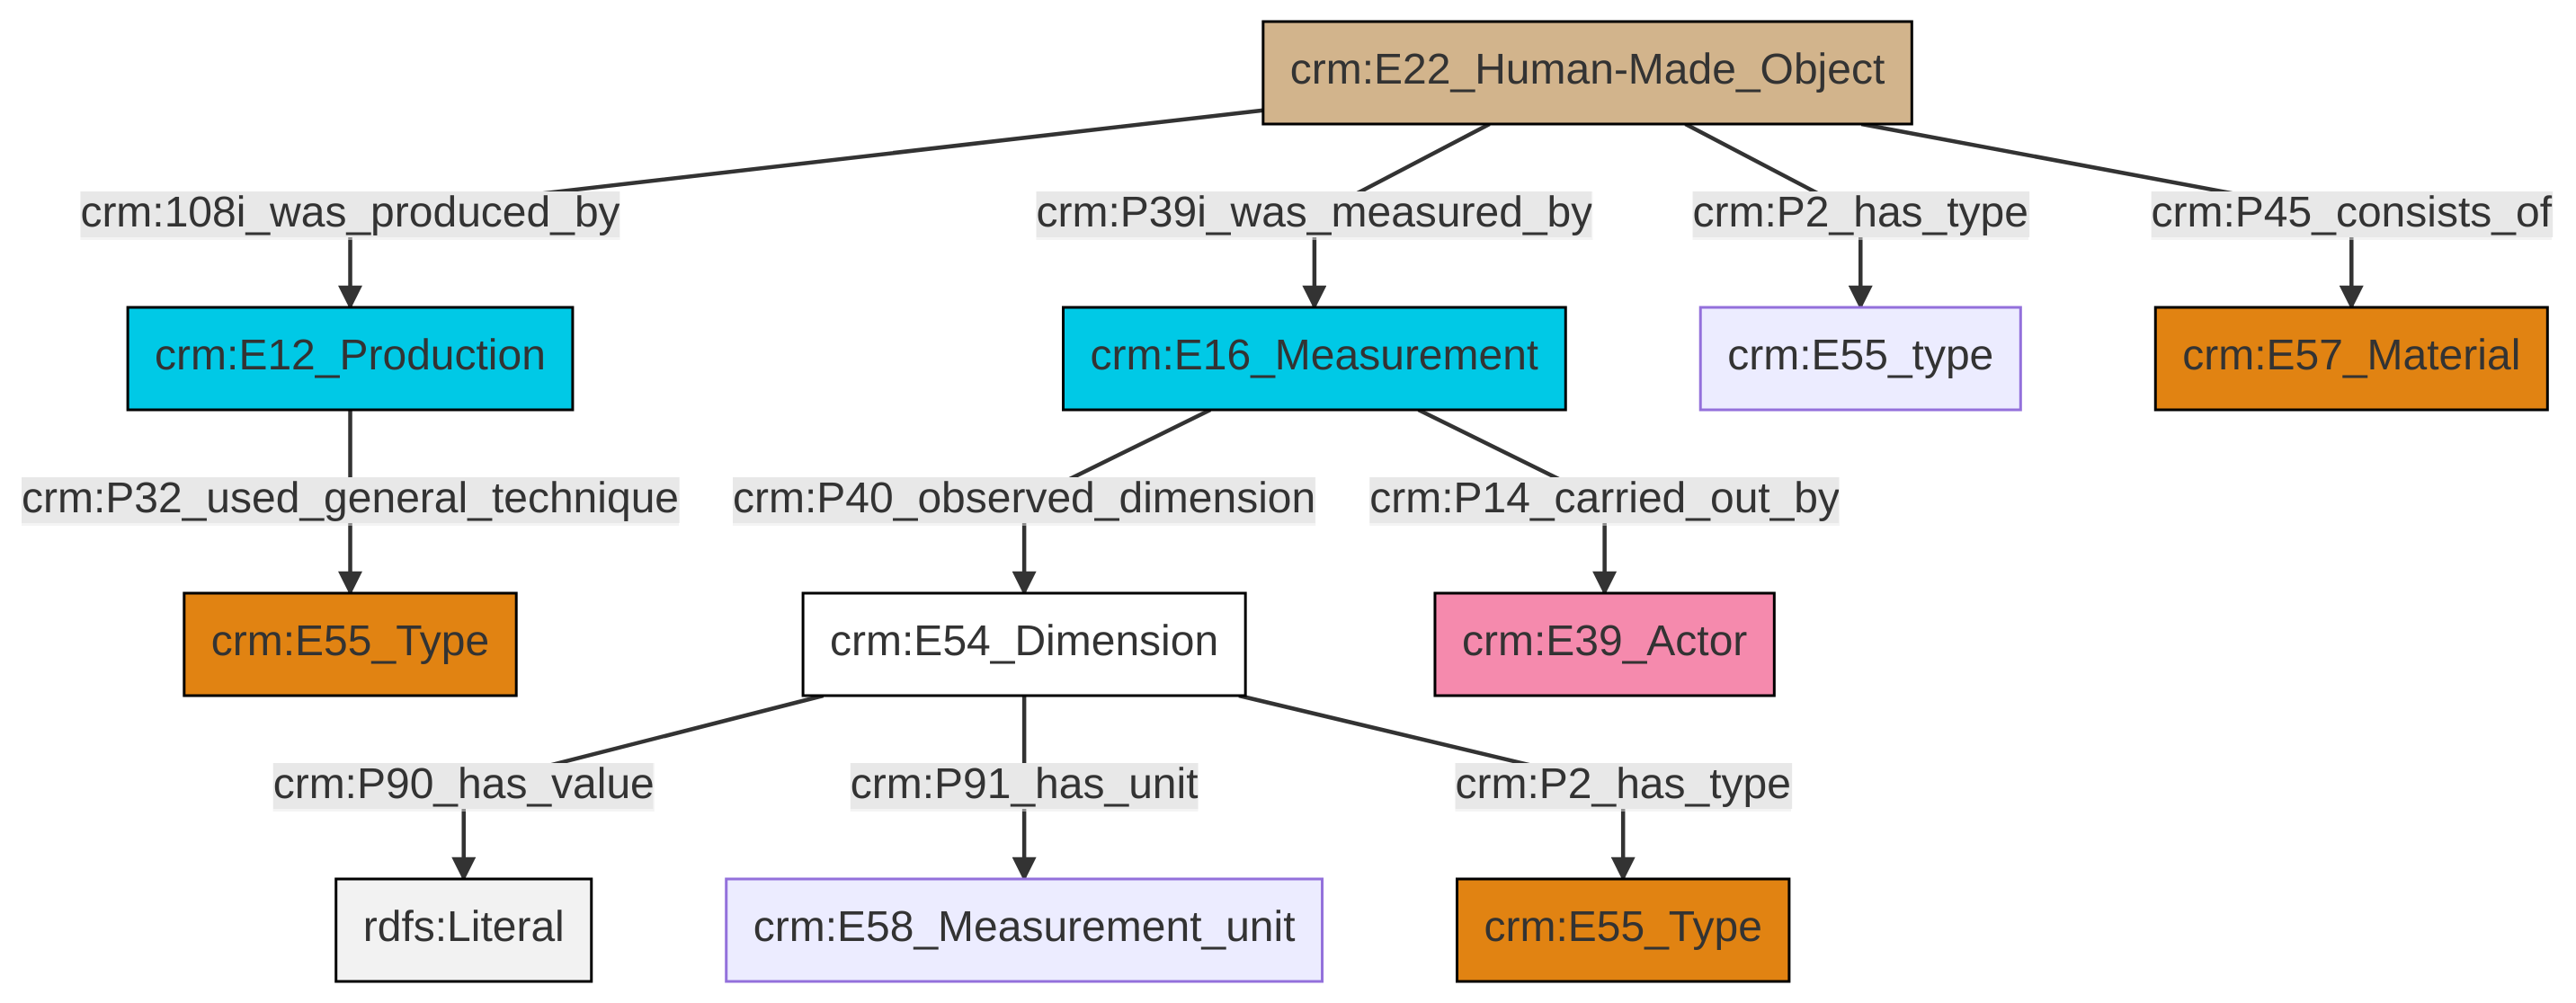 crm:E22_Human-Made_Object
crm:108i_was_produced_by
crm:P39i_was_measured_by
crm:P2_has_type
crm:P45_consists_of
crm:E12_Production
crm:E16_Measurement
crm:E55_type
crm:E57_Material
crm:P32_used_general_technique
crm:P40_observed_dimension
crm:P14_carried_out_by
crm:E55_Type
crm:E54_Dimension
crm:E39_Actor
crm:P90_has_value
crm:P91_has_unit
crm:P2_has_type
rdfs:Literal
crm:E58_Measurement_unit
crm:E55_Type